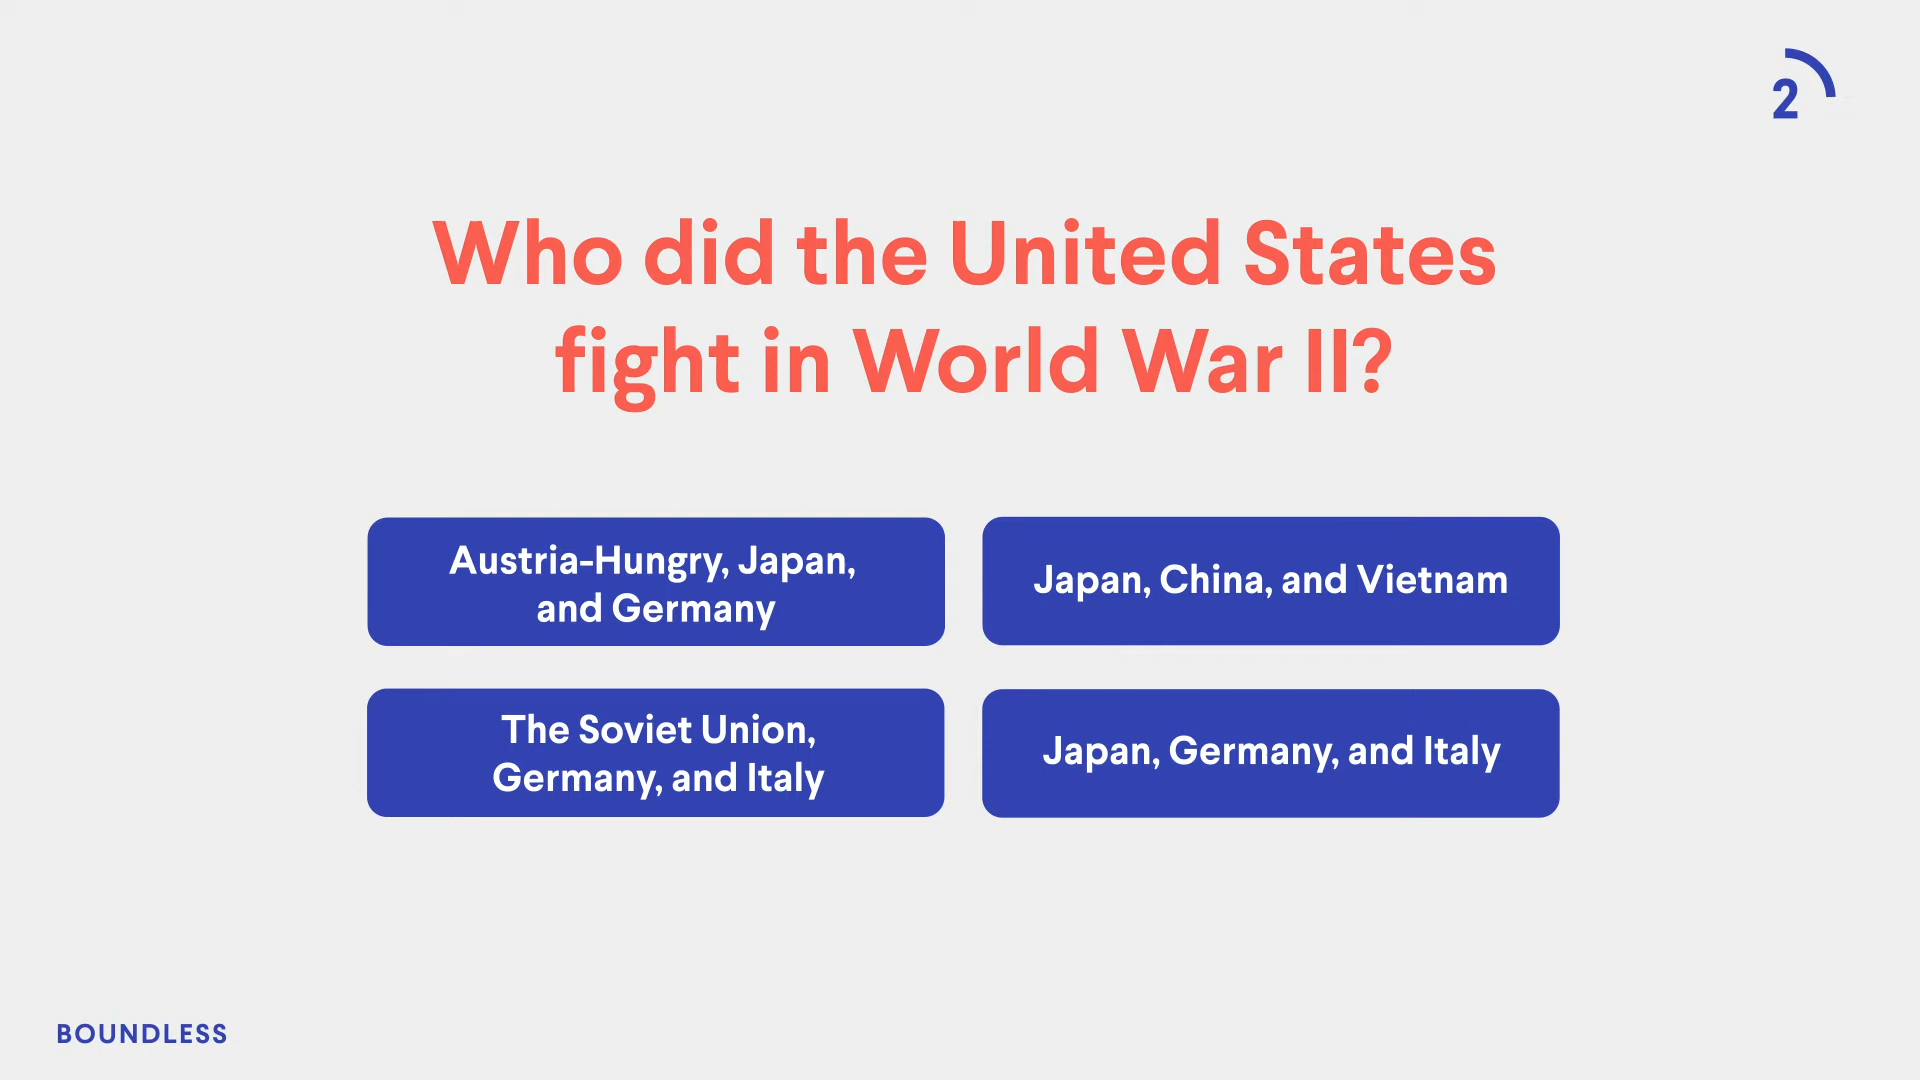 2
Who did the United States
fight in World War II?
Austria-Hungry, Japan,
and Germany
Japan, China, and Vietnam
The Soviet Union,
Germany, and Italy
Japan, Germany, and Italy
BOUNDLESS